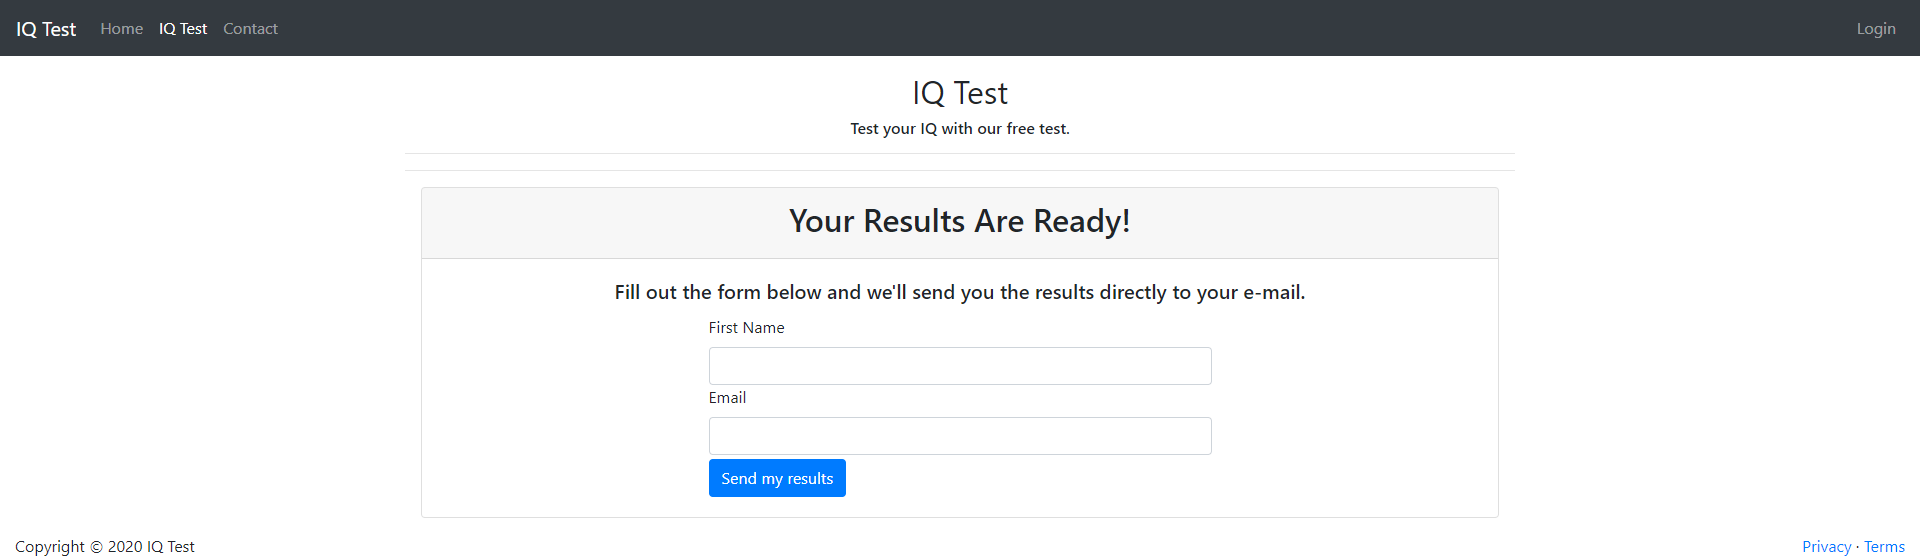 IQ Test Home IQ Test Contact Login
IQ Test
Test your IQ with our free test.
Your Results Are Ready!
Fill out the form below and we'll send you the results directly to your e-mail.
First Name
Email
Send my results
Copyright © 2020 IQ Test Privacy · Terms